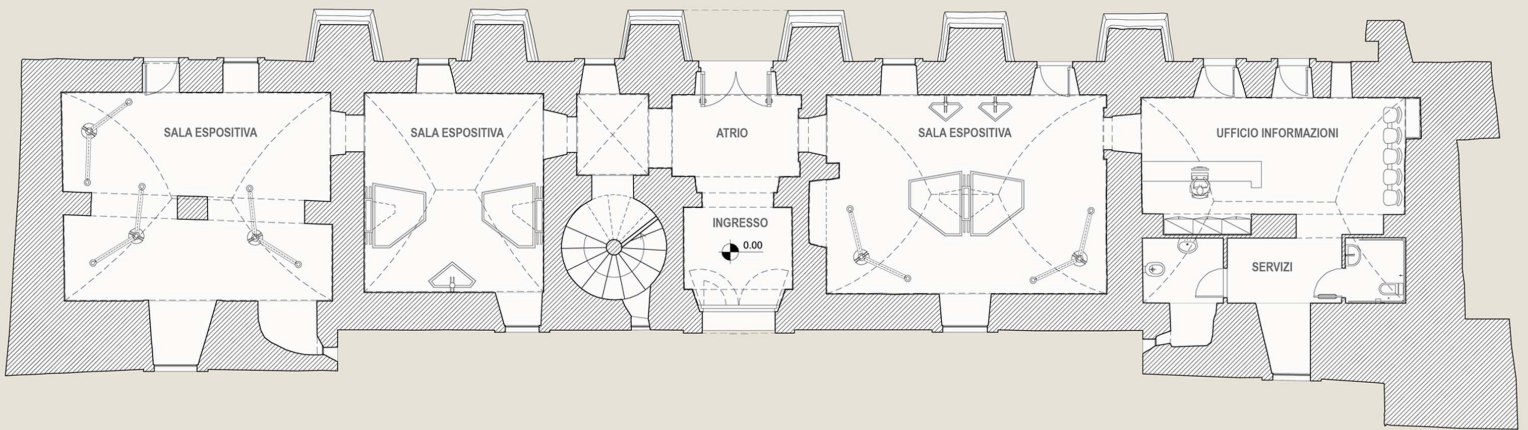 SALA ESPOSITIVA
SALA ESPOSITIVA
ATRIO
SALA ESPOSITIVA
UFFICIO INFORMAZIONI
INGRESSO
0.00
SERVIZI